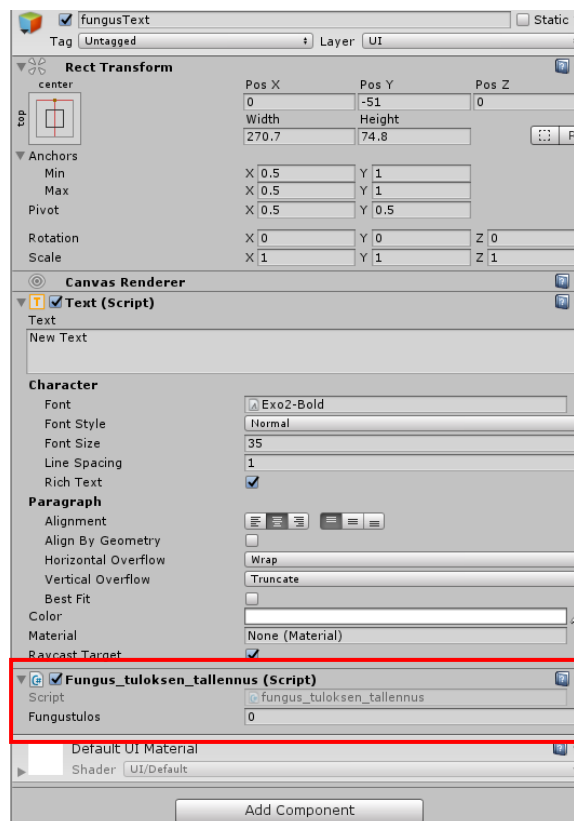 fungusText Static
Tag Untagged Layer UI
Rect Transform
center Pos X Pos Y Pos Z
top 0 -51 0
Width Height
270.7 74.8 R
Anchors
Min X 0.5 Y 1
Max X 0.5 Y 1
Pivot X 0.5 Y 0.5
Rotation X 0 Y 0 Z 0
Scale X 1 Y 1 Z 1
Canvas Renderer
T Text (Script)
Text
New Text
Character
Font Exo2-Bold
Font Style Normal
Font Size 35
Line Spacing 1
Rich Text
Paragraph
Alignment
Align By Geometry
Horizontal Overflow Wrap
Vertical Overflow Truncate
Best Fit
Color
Material None (Material)
Raycast Target
Fungus_tuloksen_tallennus (Script)
Script fungus_tuloksen_tallennus
Fungustulos 0
Default UI Material
Shader UI/Default
Add Component